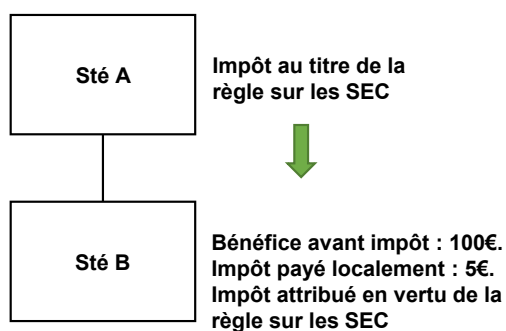 Sté A
Impôt au titre de la
règle sur les SEC
Sté B
Bénéfice avant impôt : 100€.
Impôt payé localement : 5€.
Impôt attribué en vertu de la
règle sur les SEC